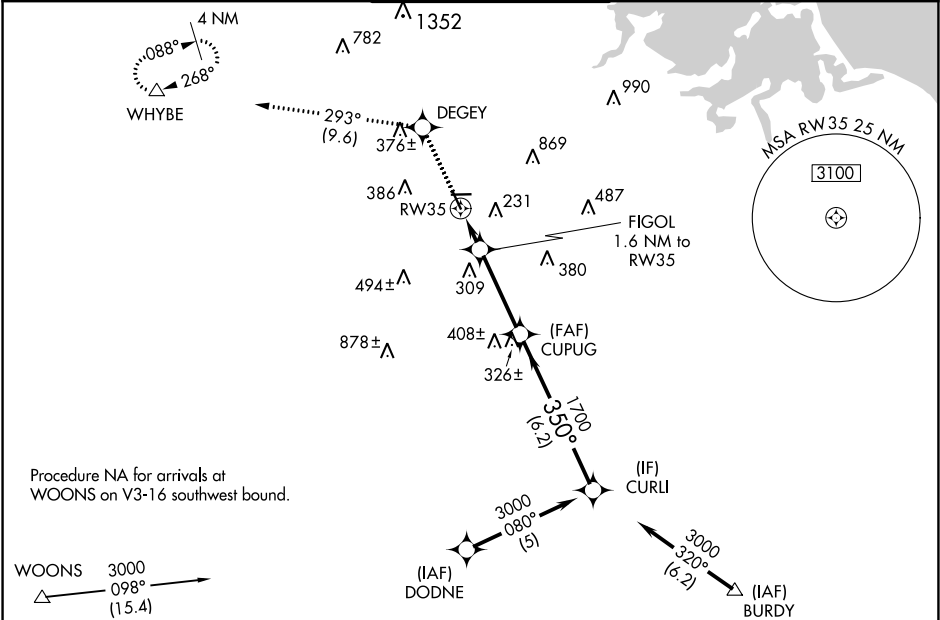 1352
4 NM
782
088°
268°
WHYBE
990
DEGEY
293°
(9.6)
376±
869
MSA RW35 25 NM
3100
386
RW35
231
487
FIGOL
1.6 NM to
RW35
380
309
494±
(FAF)
CUPUG
408±
878±
326±
1700
350°
(6.2)
Procedure NA for arrivals at
WOONS on V3-16 southwest bound.
(IF)
CURLI
3000
080°
(5)
3000
320°
(6.2)
(IAF)
DODNE
(IAF)
BURDY
WOONS
3000
098°
(15.4)